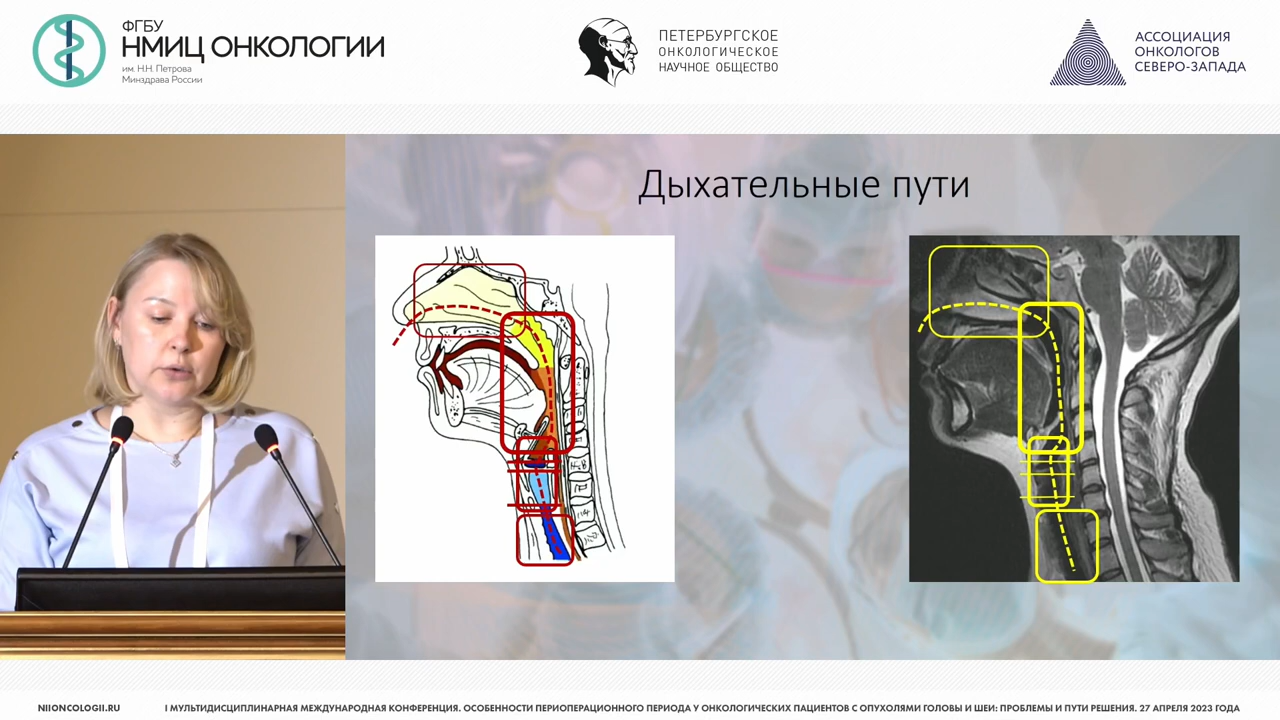 ФГБУ
НМИЦ ОНКОЛОГИИ
им. Н.Н. Петрова
Минздрава России
ПЕТЕРБУРГСКОЕ
ОНКОЛОГИЧЕСКОЕ
НАУЧНОЕ ОБЩЕСТВО
АССОЦИАЦИЯ
ОНКОЛОГОВ
СЕВЕРО-ЗАПАДА
Дыхательные пути
NIIONCOLOGII.RU
I МУЛЬТИДИСЦИПЛИНАРНАЯ МЕЖДУНАРОДНАЯ КОНФЕРЕНЦИЯ. ОСОБЕННОСТИ ПЕРИОПЕРАЦИОННОГО ПЕРИОДА У ОНКОЛОГИЧЕСКИХ ПАЦИЕНТОВ С ОПУХОЛЯМИ ГОЛОВЫ И ШЕИ: ПРОБЛЕМЫ И ПУТИ РЕШЕНИЯ. 27 АПРЕЛЯ 2023 ГОДА